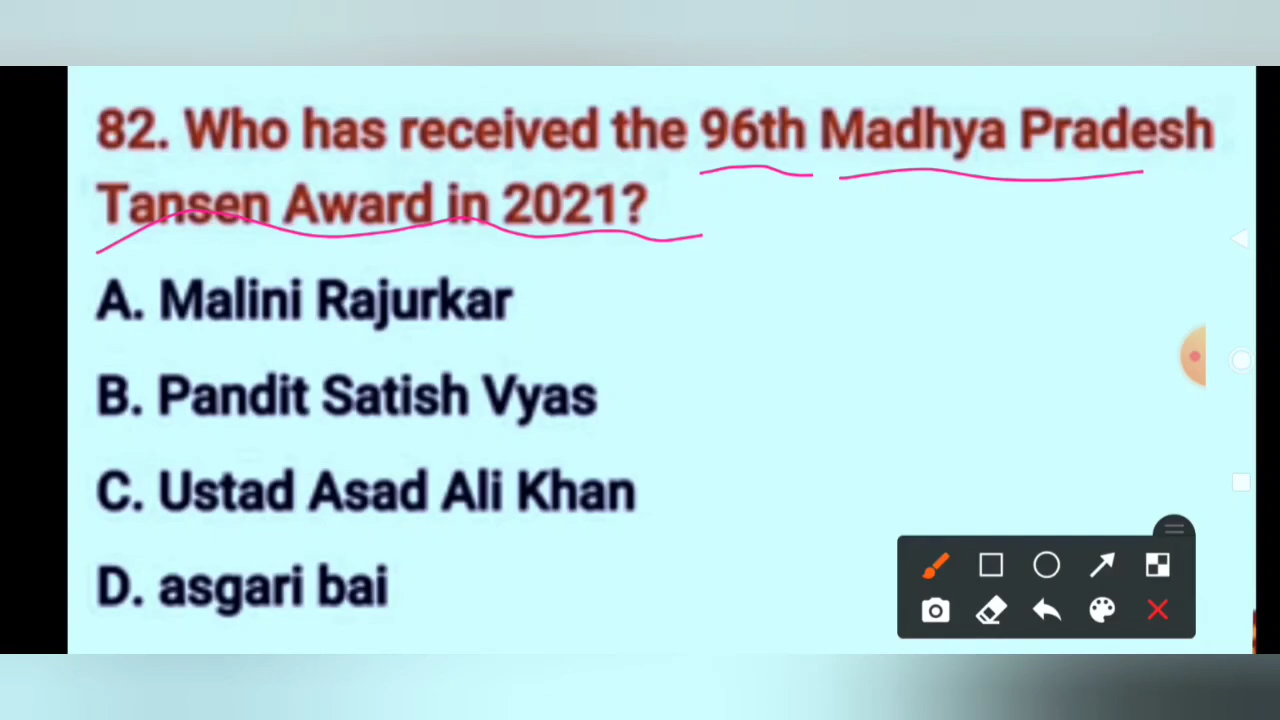 82. Who has received the 96th Madhya Pradesh
Tansen Award in 2021?
A. Malini Rajurkar
B. Pandit Satish Vyas
C. Ustad Asad Ali Khan
D. asgari bai